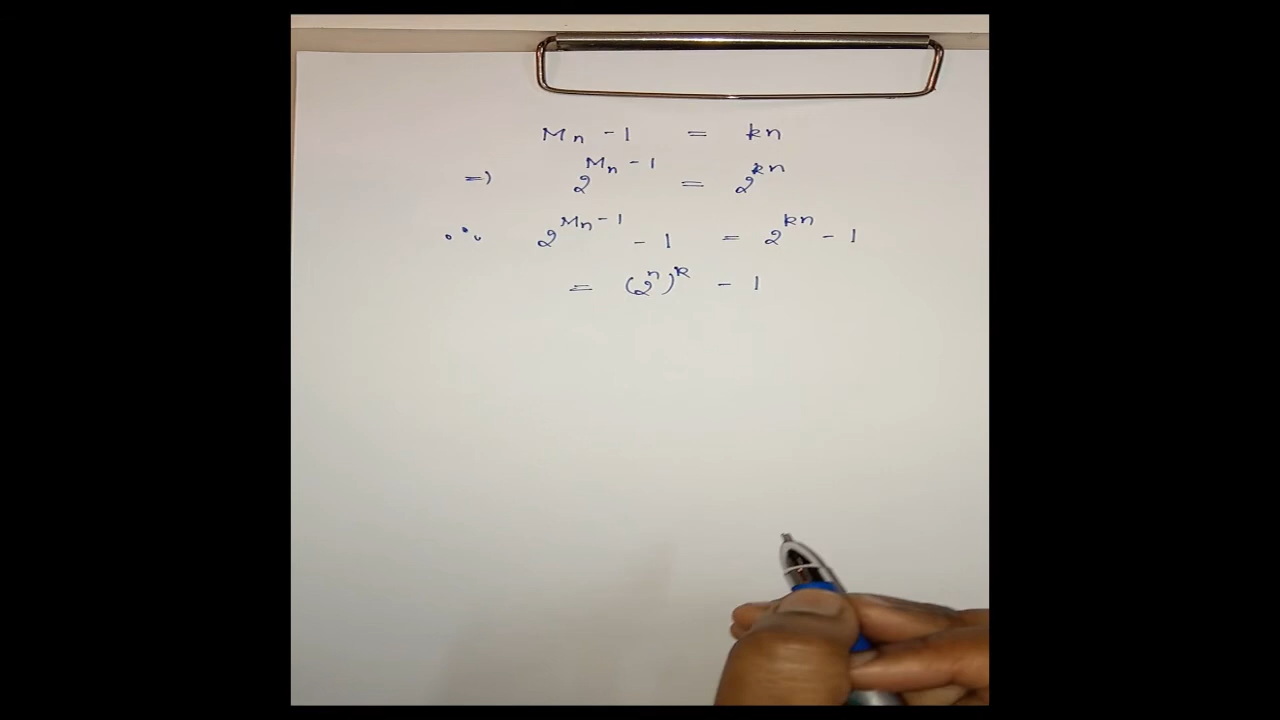 Mₙ - 1 = kn
⇒ 2^{Mₙ - 1} = 2^{kn}
∴ 2^{Mₙ - 1} - 1 = 2^{kn} - 1
= (2^n)^k - 1